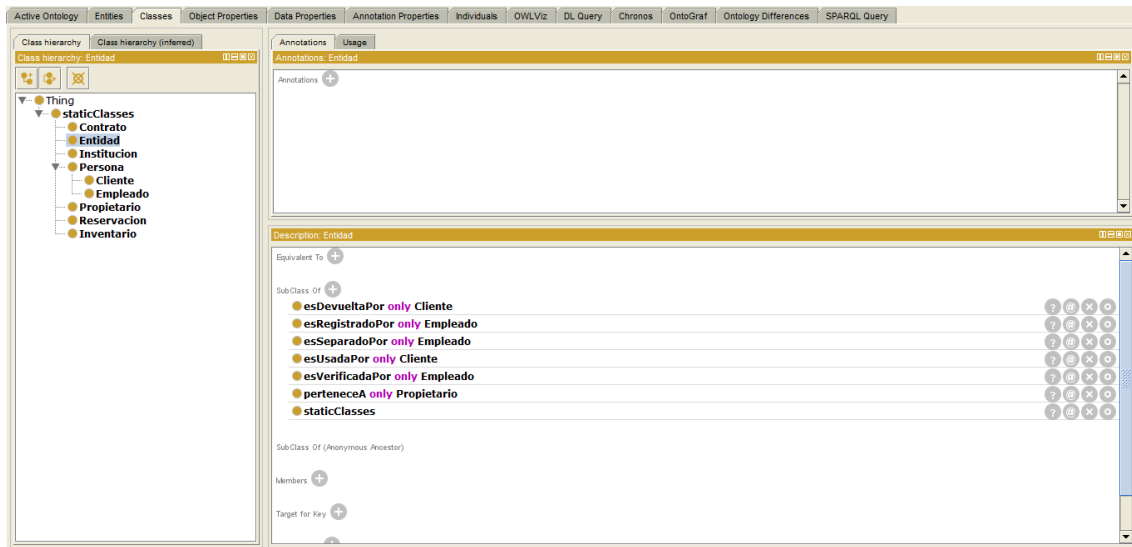 Active Ontology Entities Classes Object Properties Data Properties Annotation Properties Individuals OWLViz DL Query Chronos OntoGraf Ontology Differences SPARQL Query
Class hierarchy Class hierarchy (inferred)
Class hierarchy: Entidad
Thing
staticClasses
Contrato
Entidad
Institucion
Persona
Cliente
Empleado
Propietario
Reservacion
Inventario
Annotations Usage
Annotations: Entidad
Annotations
Description: Entidad
Equivalent To
SubClass Of
esDevueltaPor only Cliente
esRegistradoPor only Empleado
esSeparadoPor only Empleado
esUsadaPor only Cliente
esVerificadaPor only Empleado
perteneceA only Propietario
staticClasses
SubClass Of (Anonymous Ancestor)
Members
Target for Key